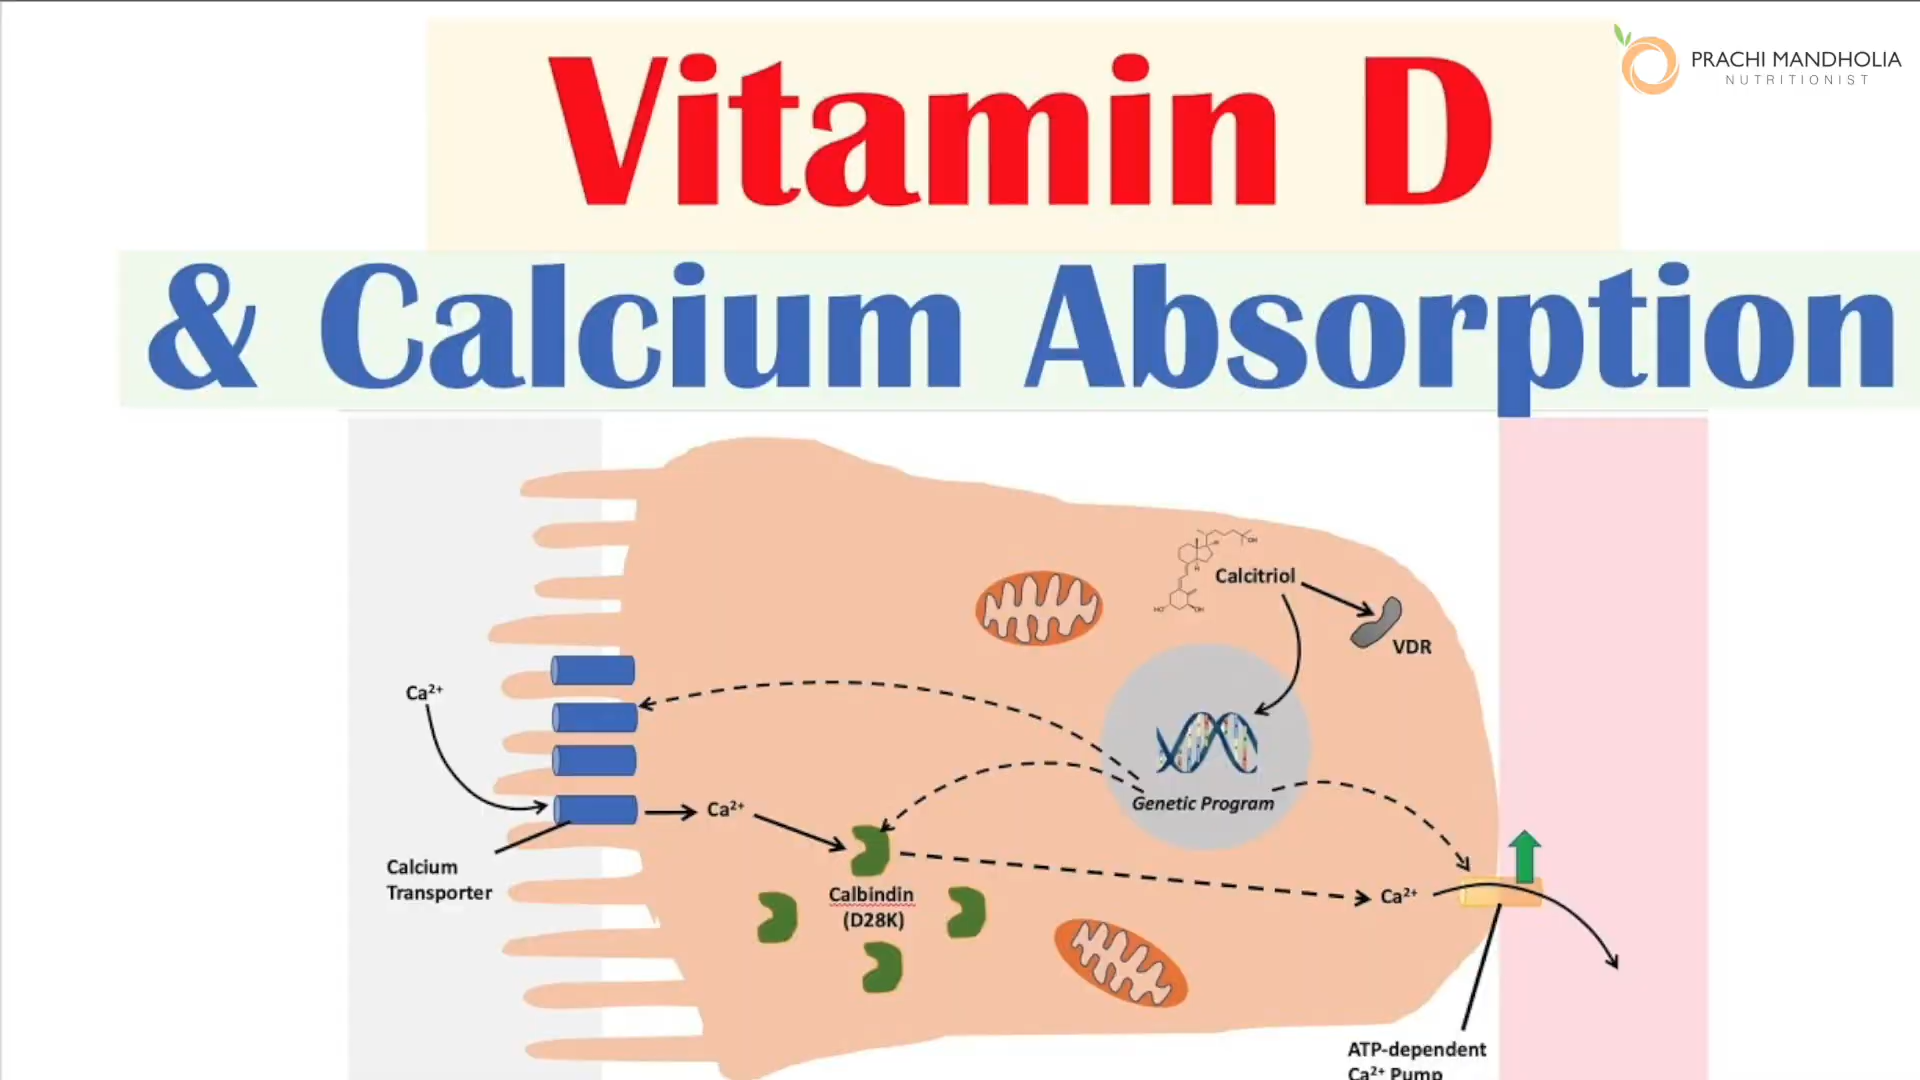 PRACHI MANDHOLIA
NUTRITIONIST
Vitamin D
& Calcium Absorption
Calcitriol
VDR
Ca²⁺
Genetic Program
Ca²⁺
Calcium
Transporter
Calbindin
(D28K)
Ca²⁺
ATP-dependent
Ca²⁺ Pump